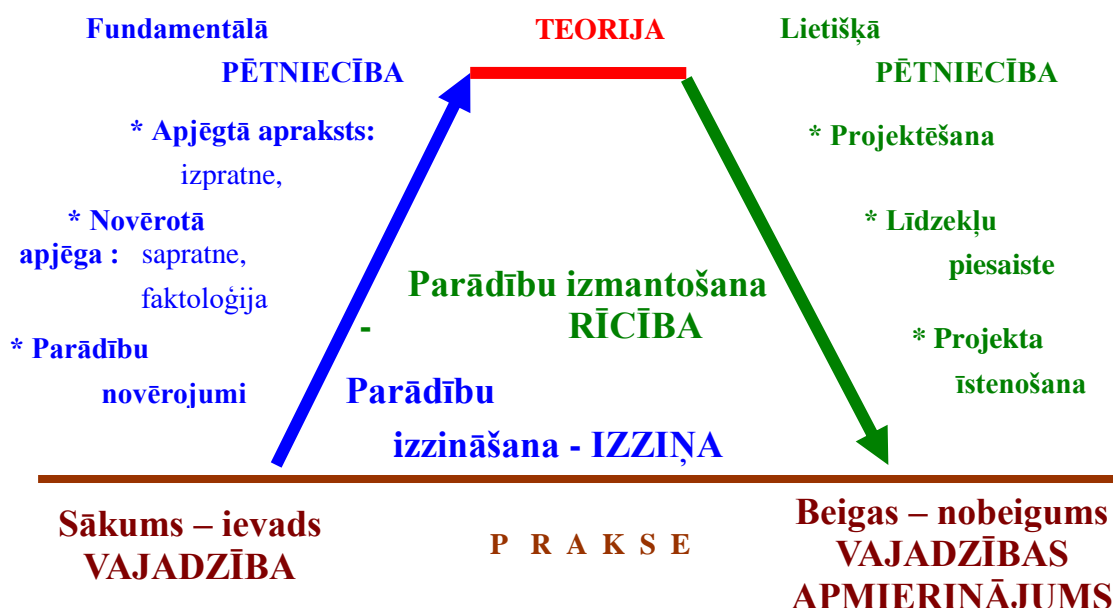 Fundamentālā
PĒTNIECĪBA
* Apjēgtā apraksts:
izpratne,
* Novērotā
apjēga : sapratne,
faktoloģija
* Parādību
novērojumi
TEORIJA
Parādību izmantošana
- RĪCĪBA
Parādību
izzināšana - IZZIŅA
Lietišķā
PĒTNIECĪBA
* Projektēšana
* Līdzekļu
piesaiste
* Projekta
īstenošana
Sākums – ievads
VAJADZĪBA
P R A K S E
Beigas – nobeigums
VAJADZĪBAS
APMIERINĀJUMS